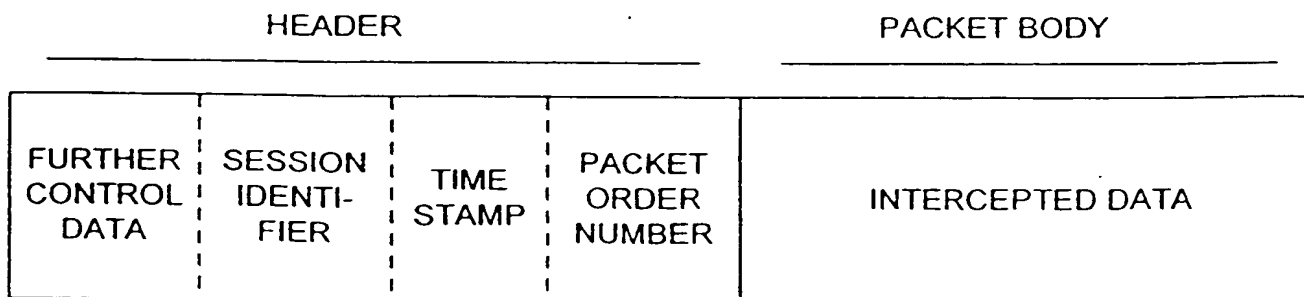 HEADER
PACKET BODY
FURTHER
CONTROL
DATA
SESSION
IDENTI-
FIER
TIME
STAMP
PACKET
ORDER
NUMBER
INTERCEPTED DATA